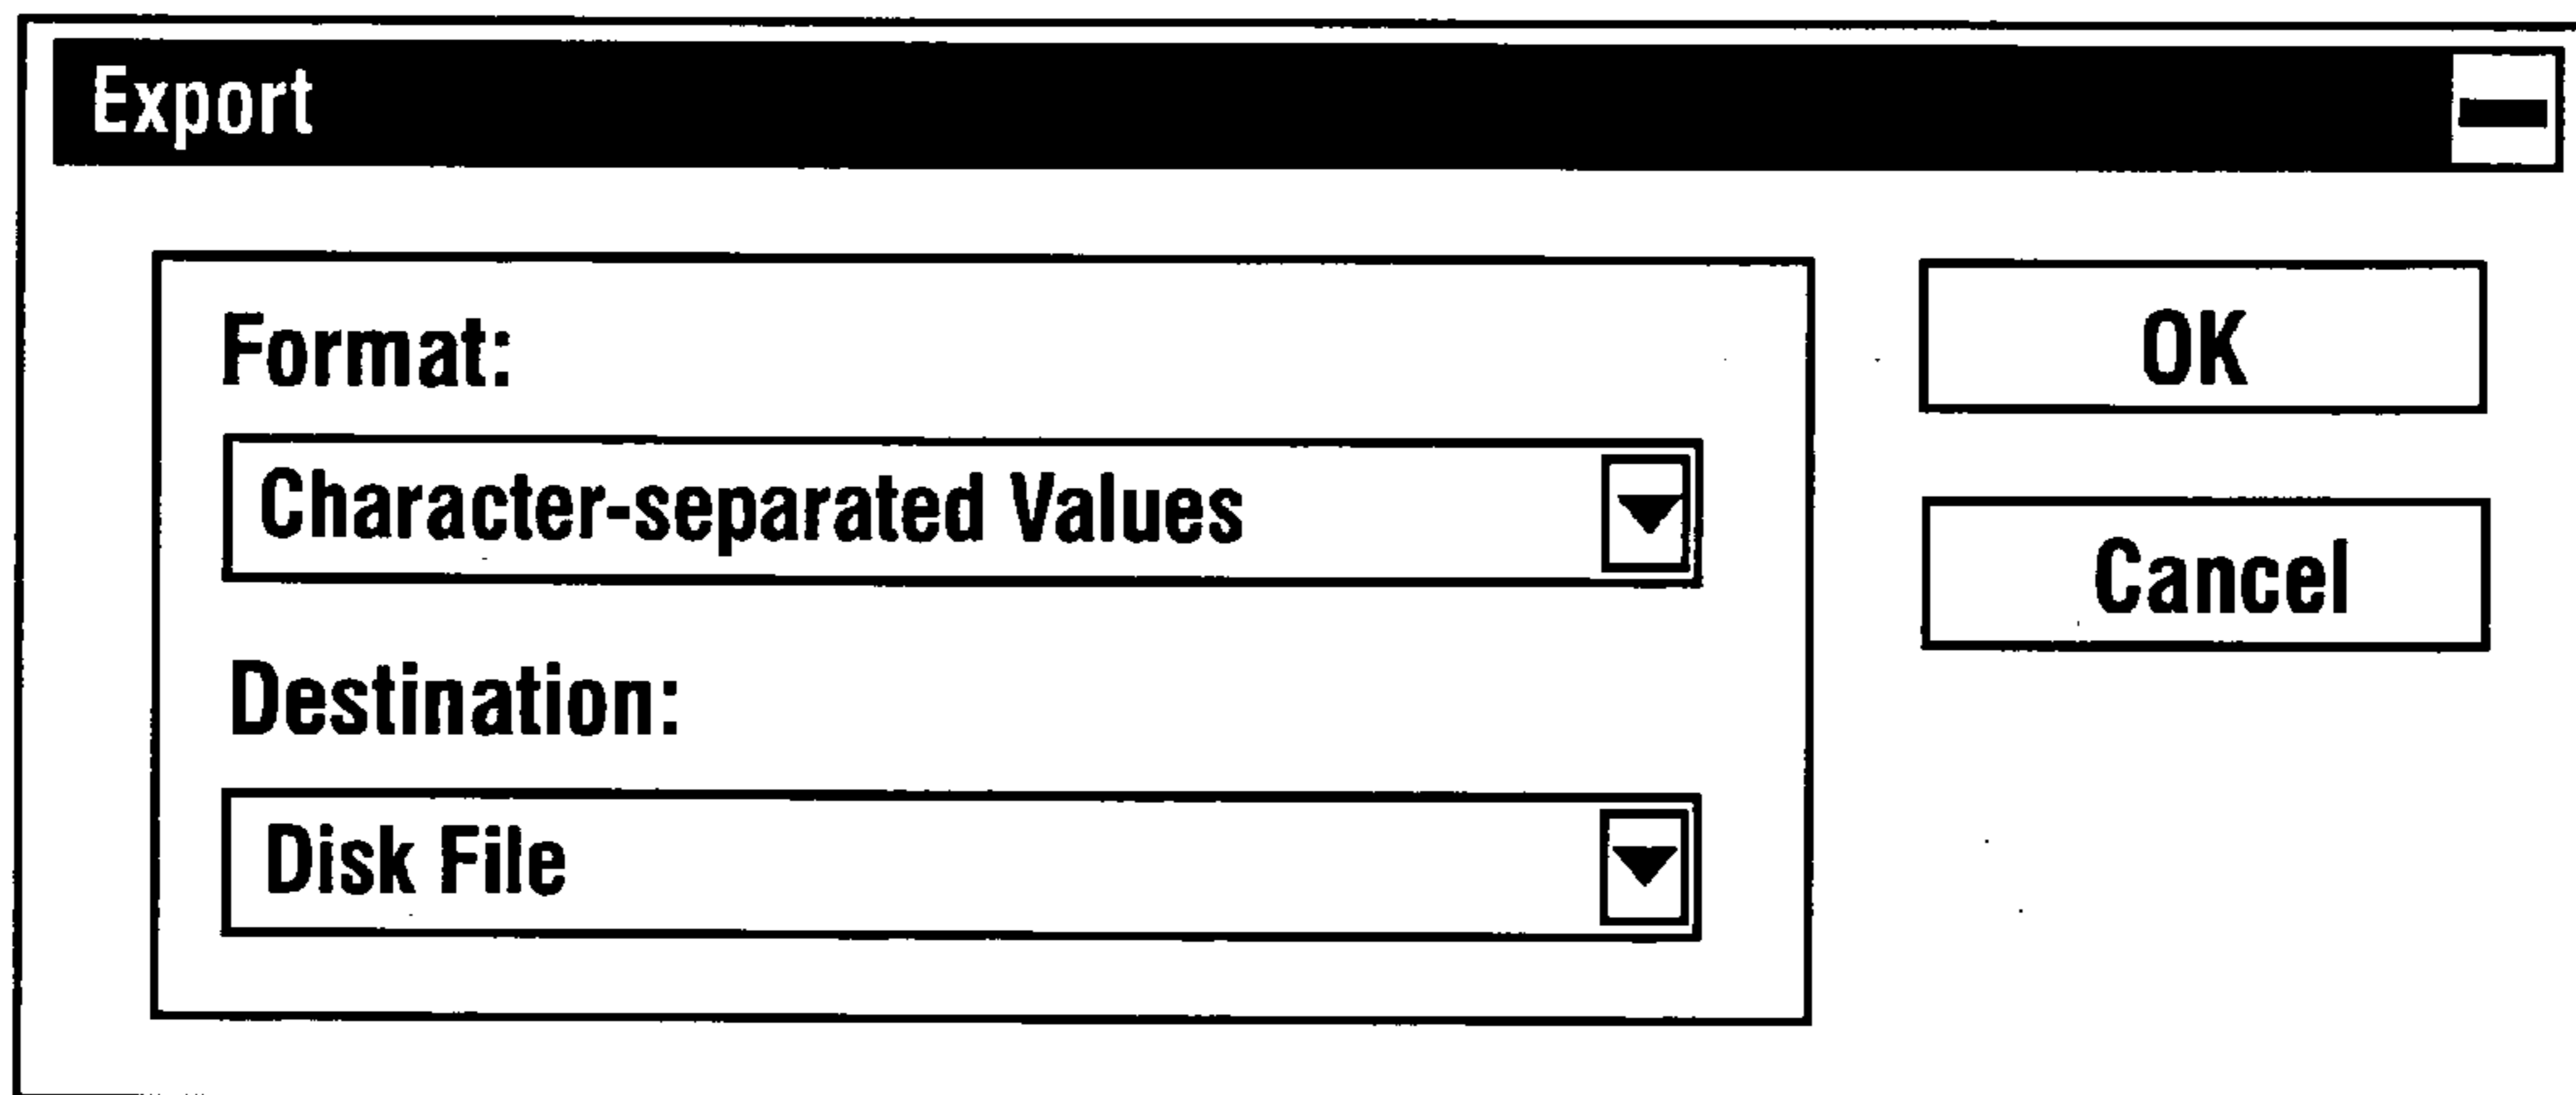 Export
Format:
OK
Character-separated Values
Cancel
Destination:
Disk File